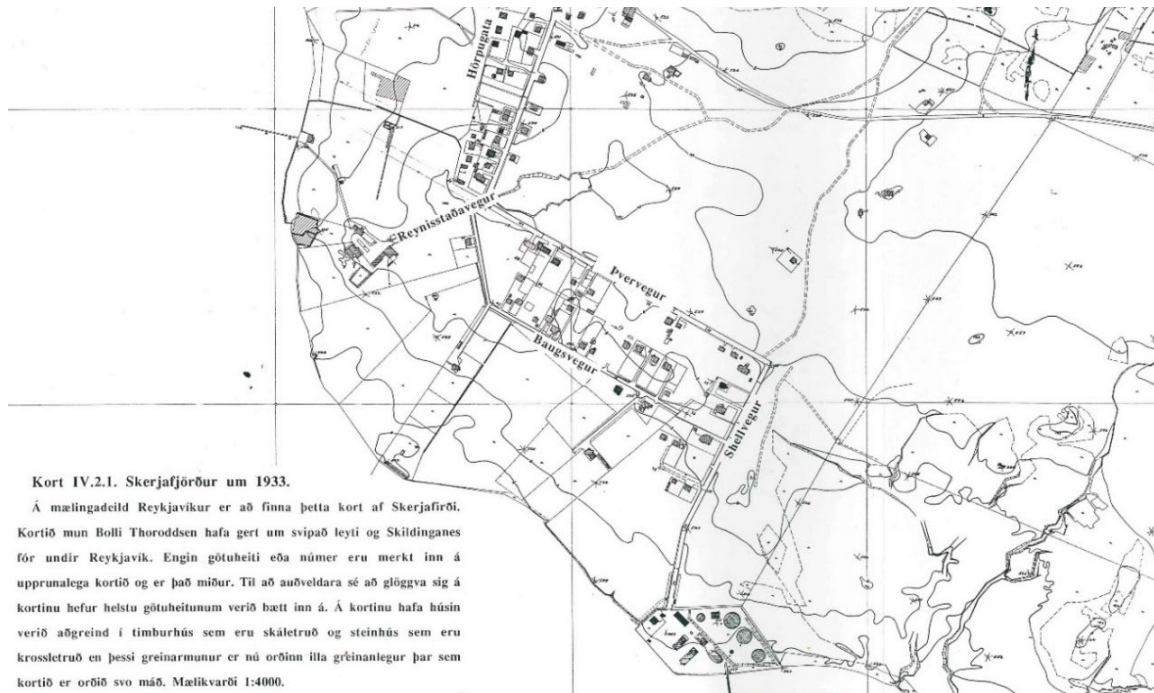 Hörpugata
Reynisstaðavegur
Þvervegur
Baugsvegur
Shellvegur
Kort IV.2.1. Skerjafjörður um 1933.
Á mælingadeild Reykjavíkur er að finna þetta kort af Skerjafirði.
Kortið mun Bolli Thoroddsen hafa gert um svipað leyti og Skildinganes
fór undir Reykjavík. Engin götuheiti eða númer eru merkt inn á
upprunalega kortið og er það miður. Til að auðveldara sé að glöggva sig á
kortinu hefur helstu götuheitunum verið bætt inn á. Á kortinu hafa húsin
verið aðgreind í timburhús sem eru skáletruð og steinhús sem eru
krossletruð en þessi greinarmunur er nú orðinn illa greinanlegur þar sem
kortið er orðið svo máð. Mælikvarði 1:4000.